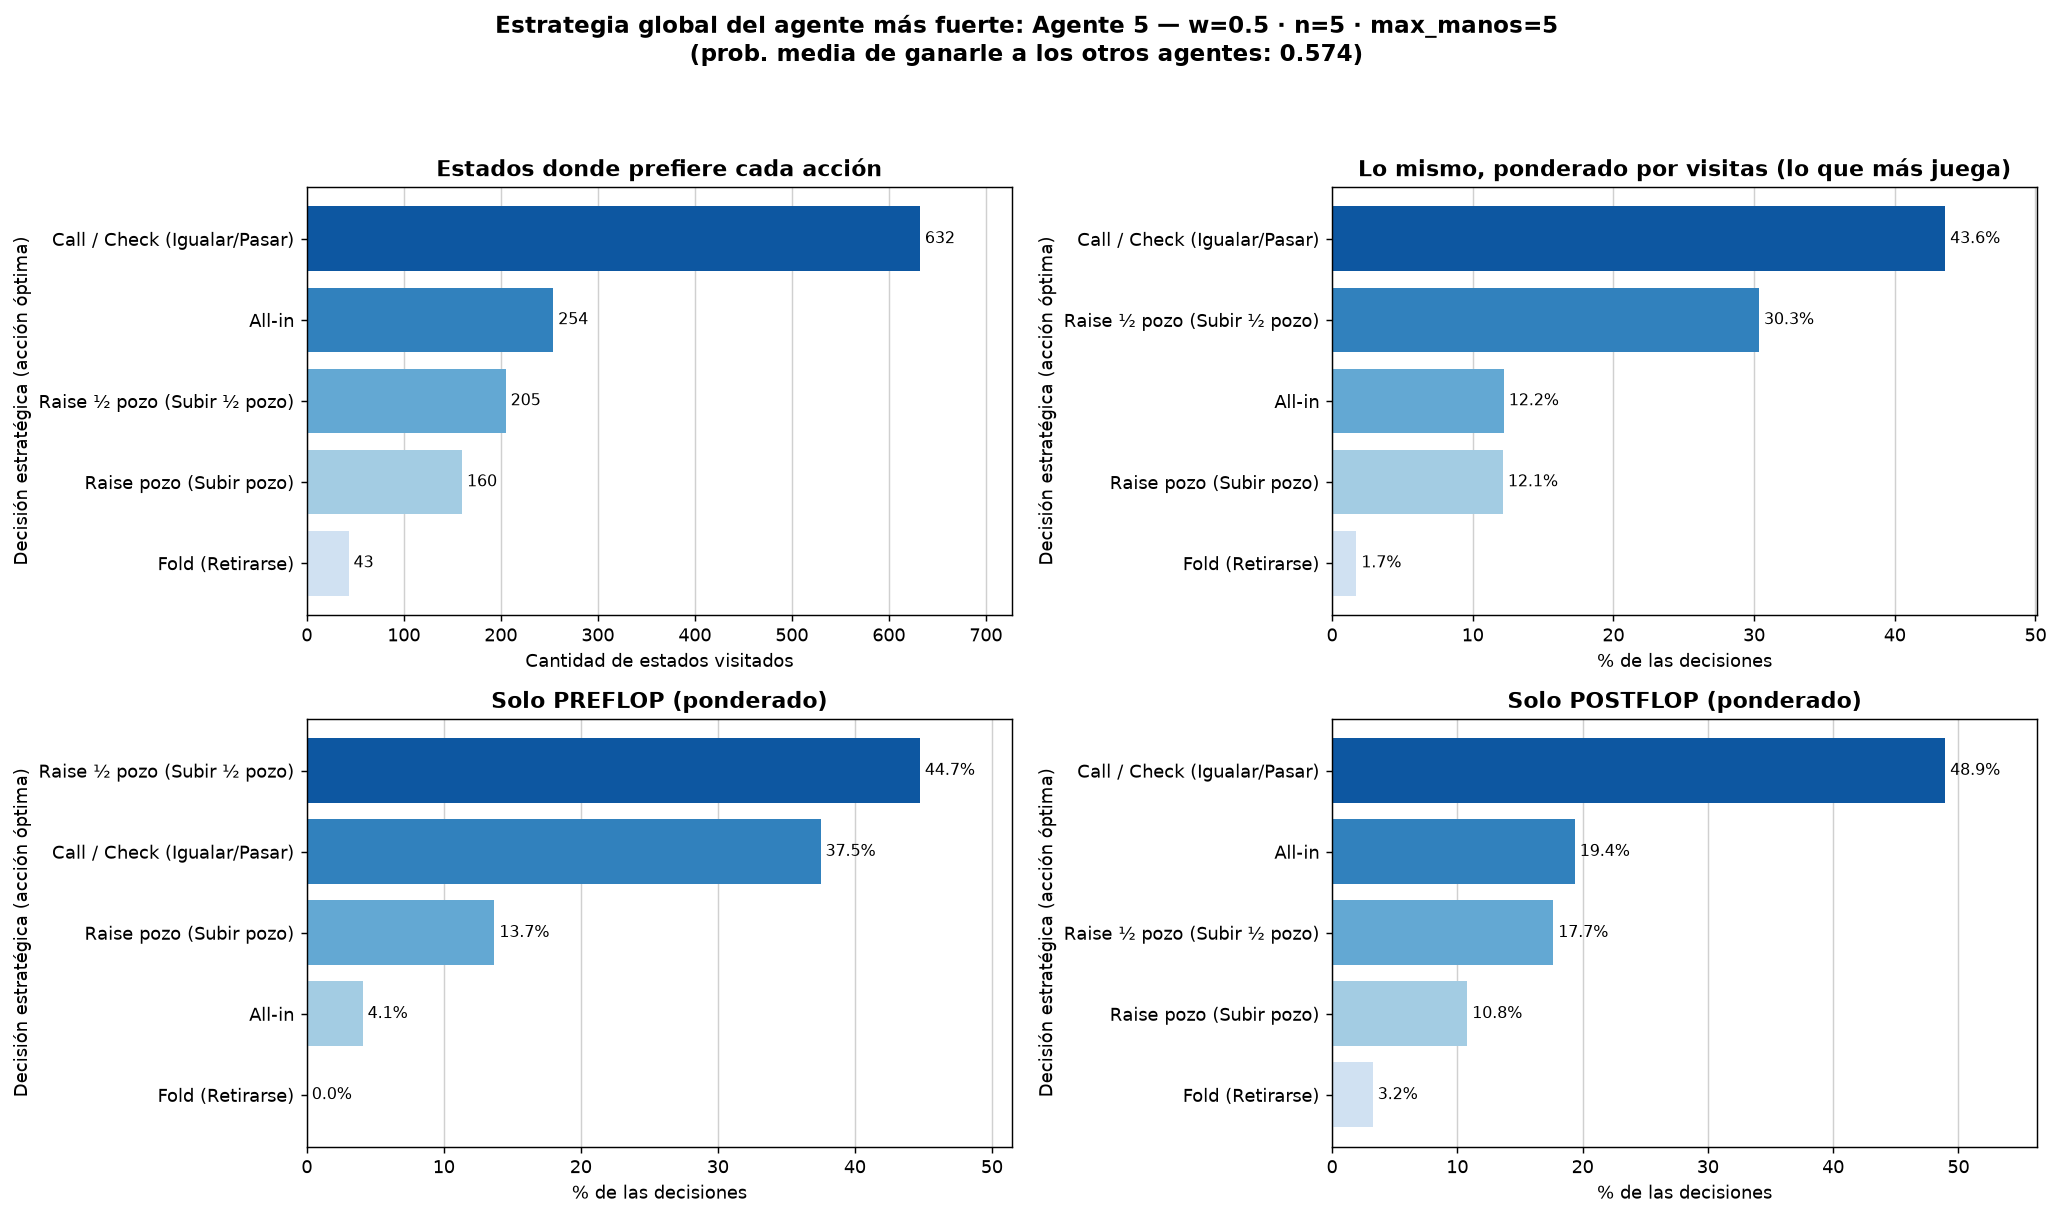 Estrategia global del agente más fuerte: Agente 5 — w=0.5 · n=5 · max_manos=5
(prob. media de ganarle a los otros agentes: 0.574)
Estados donde prefiere cada acción
Decisión estratégica (acción óptima)
Call / Check (Igualar/Pasar)
632
All-in
254
Raise ½ pozo (Subir ½ pozo)
205
Raise pozo (Subir pozo)
160
Fold (Retirarse)
43
0 100 200 300 400 500 600 700
Cantidad de estados visitados
Lo mismo, ponderado por visitas (lo que más juega)
Decisión estratégica (acción óptima)
Call / Check (Igualar/Pasar)
43.6%
Raise ½ pozo (Subir ½ pozo)
30.3%
All-in
12.2%
Raise pozo (Subir pozo)
12.1%
Fold (Retirarse)
1.7%
0 10 20 30 40 50
% de las decisiones
Solo PREFLOP (ponderado)
Decisión estratégica (acción óptima)
Raise ½ pozo (Subir ½ pozo)
44.7%
Call / Check (Igualar/Pasar)
37.5%
Raise pozo (Subir pozo)
13.7%
All-in
4.1%
Fold (Retirarse)
0.0%
0 10 20 30 40 50
% de las decisiones
Solo POSTFLOP (ponderado)
Decisión estratégica (acción óptima)
Call / Check (Igualar/Pasar)
48.9%
All-in
19.4%
Raise ½ pozo (Subir ½ pozo)
17.7%
Raise pozo (Subir pozo)
10.8%
Fold (Retirarse)
3.2%
0 10 20 30 40 50
% de las decisiones